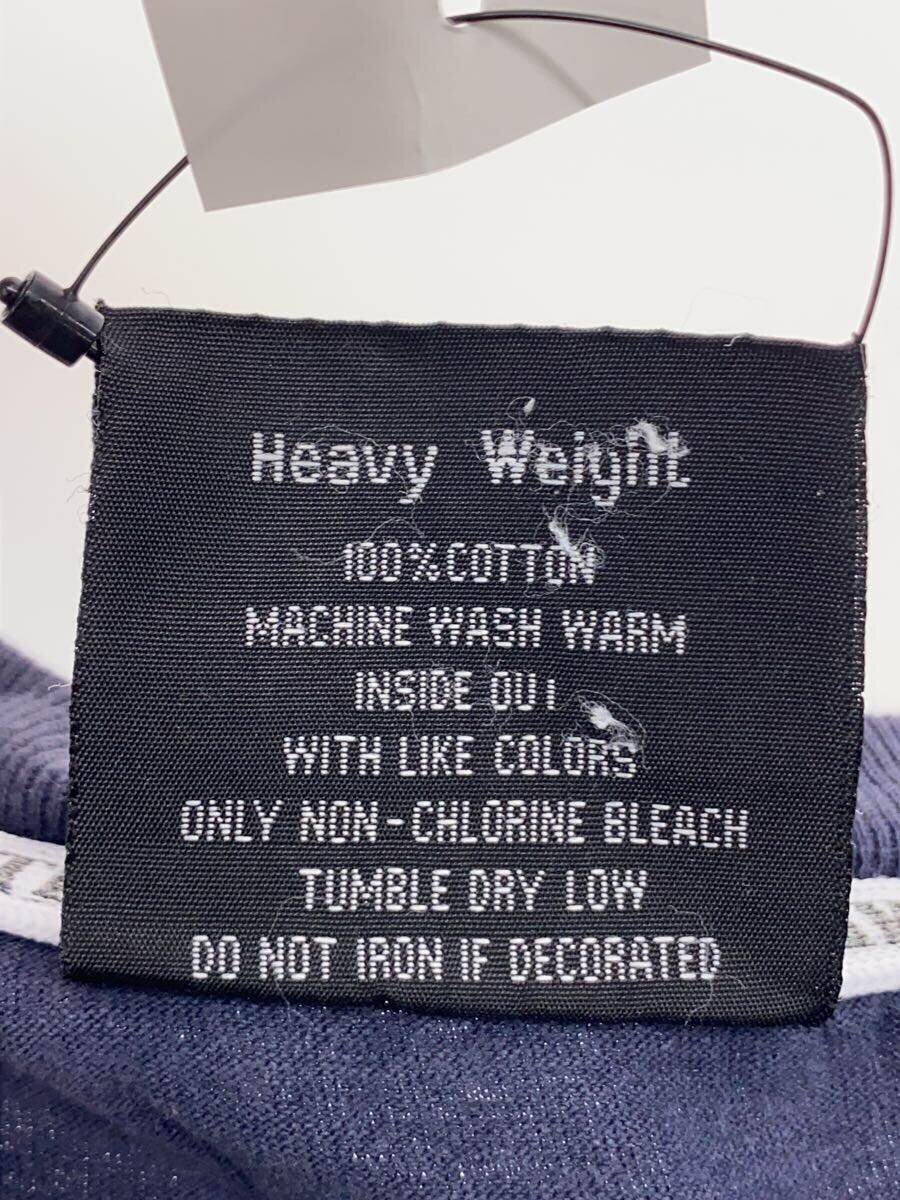 Heavy Weight
100% COTTON
MACHINE WASH WARM
INSIDE OUT
WITH LIKE COLORS
ONLY NON-CHLORINE BLEACH
TUMBLE DRY LOW
DO NOT IRON IF DECORATED